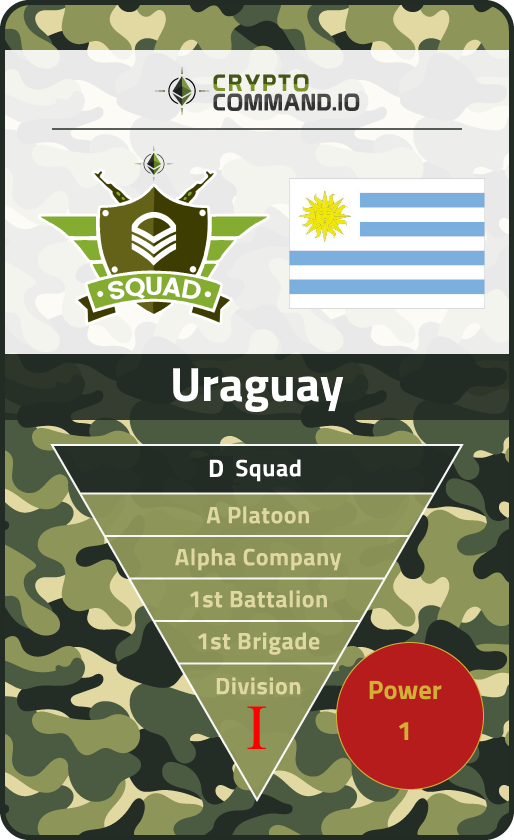 CRYPTO
COMMAND.IO
SQUAD
Uraguay
D Squad
A Platoon
Alpha Company
1st Battalion
1st Brigade
Division
I
Power
1